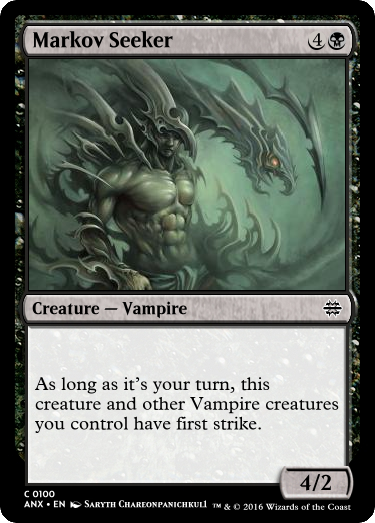 Markov Seeker 4
Creature — Vampire
As long as it's your turn, this
creature and other Vampire creatures
you control have first strike.
4/2
C 0100
ANX • EN Saryth Chareonpanichkul1 ™ & © 2016 Wizards of the Coast